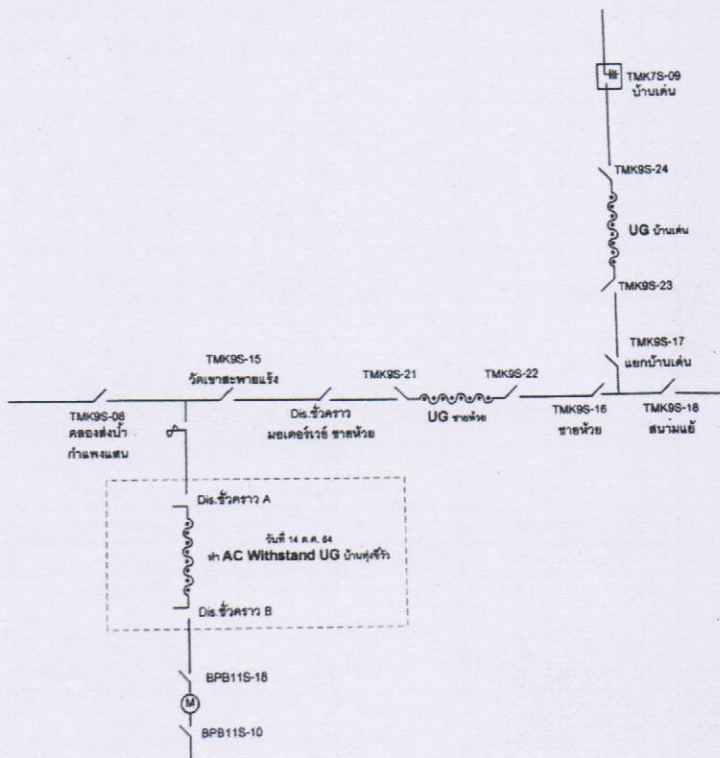 TMK7S-09
บ้านเด่น
TMK9S-24
UG บ้านเด่น
TMK9S-23
TMK9S-17
แยกบ้านเด่น
TMK9S-15
วัดเขาสะพายแร้ง
TMK9S-21
TMK9S-22
TMK9S-08
คลองส่งน้ำ
กำแพงแสน
Dis.ชั่วคราว
มอเตอร์เวย์ ชายห้วย
UG ชายห้วย
TMK9S-16
ชายห้วย
TMK9S-18
สนามแย้
Dis.ชั่วคราว A
วันที่ 14 ต.ค. 64
ทำ AC Withstand UG บ้านทุ่งขี้รัว
Dis.ชั่วคราว B
BPB11S-18
M
BPB11S-10